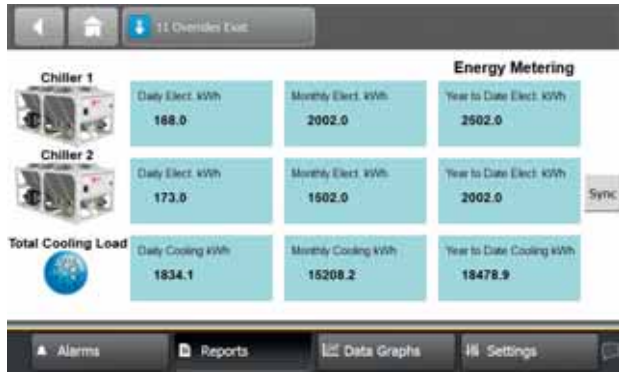 11 Overrides Exist
Energy Metering
Chiller 1
Daily Elect. kWh
Monthly Elect. kWh
Year to Date Elect. kWh
168.0
2002.0
2502.0
Chiller 2
Daily Elect. kWh
Monthly Elect. kWh
Year to Date Elect. kWh
173.0
1502.0
2002.0
Sync
Total Cooling Load
Daily Cooling kWh
Monthly Cooling kWh
Year to Date Cooling kWh
1834.1
15208.2
18478.9
Alarms
Reports
Data Graphs
Settings